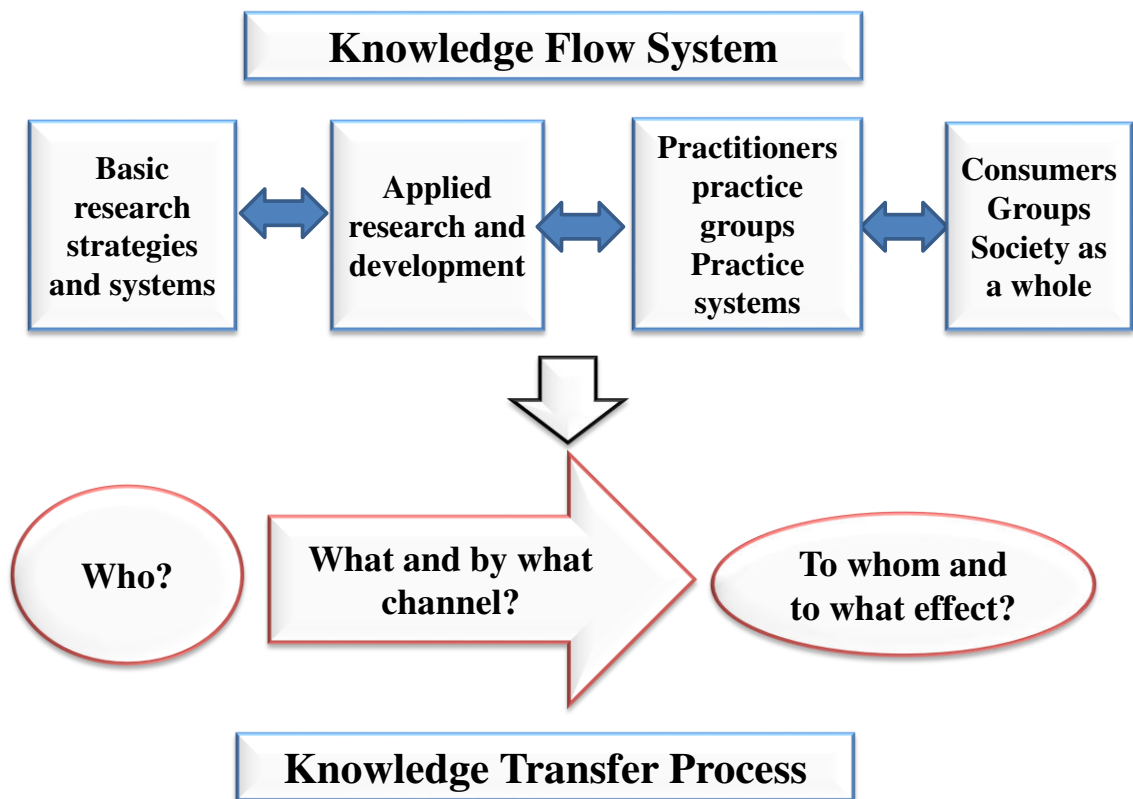 Knowledge Flow System
Basic
research
strategies
and systems
Applied
research and
development
Practitioners
practice
groups
Practice
systems
Consumers
Groups
Society as
a whole
Who?
What and by what
channel?
To whom and
to what effect?
Knowledge Transfer Process